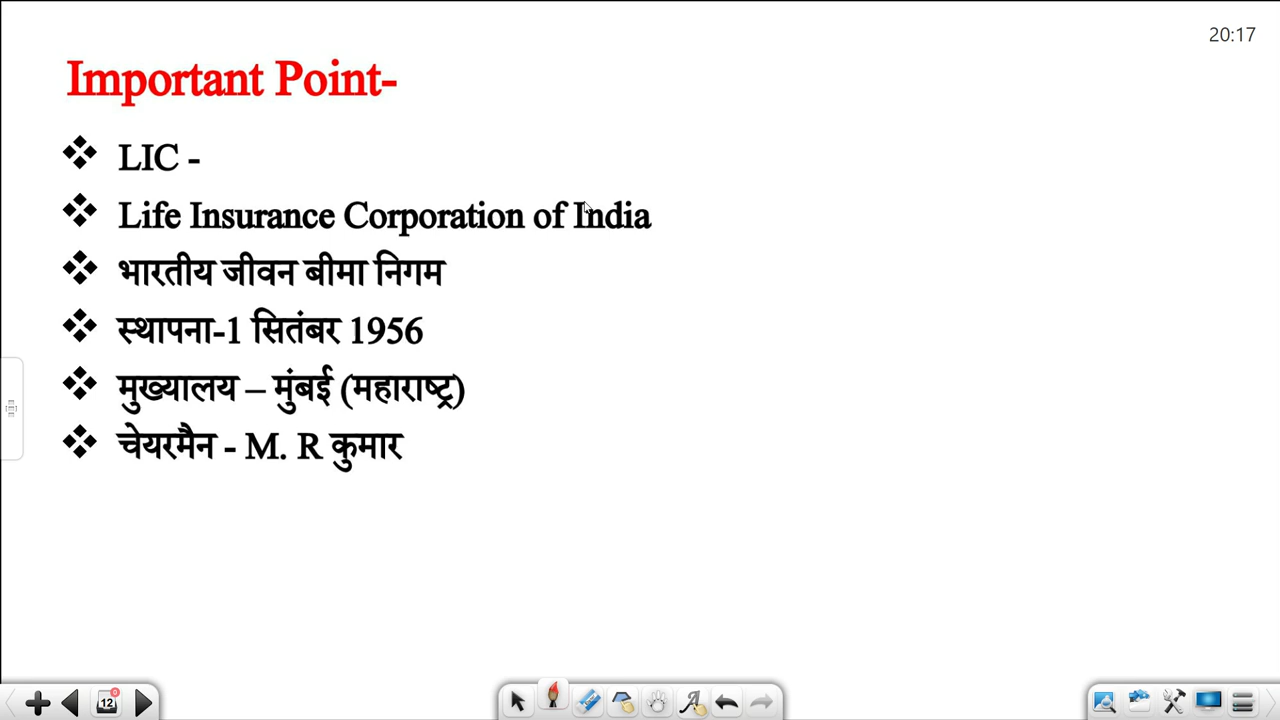 20:17
Important Point-
❖ LIC -
❖ Life Insurance Corporation of India
❖ भारतीय जीवन बीमा निगम
❖ स्थापना-1 सितंबर 1956
❖ मुख्यालय – मुंबई (महाराष्ट्र)
❖ चेयरमैन - M. R कुमार
12
0